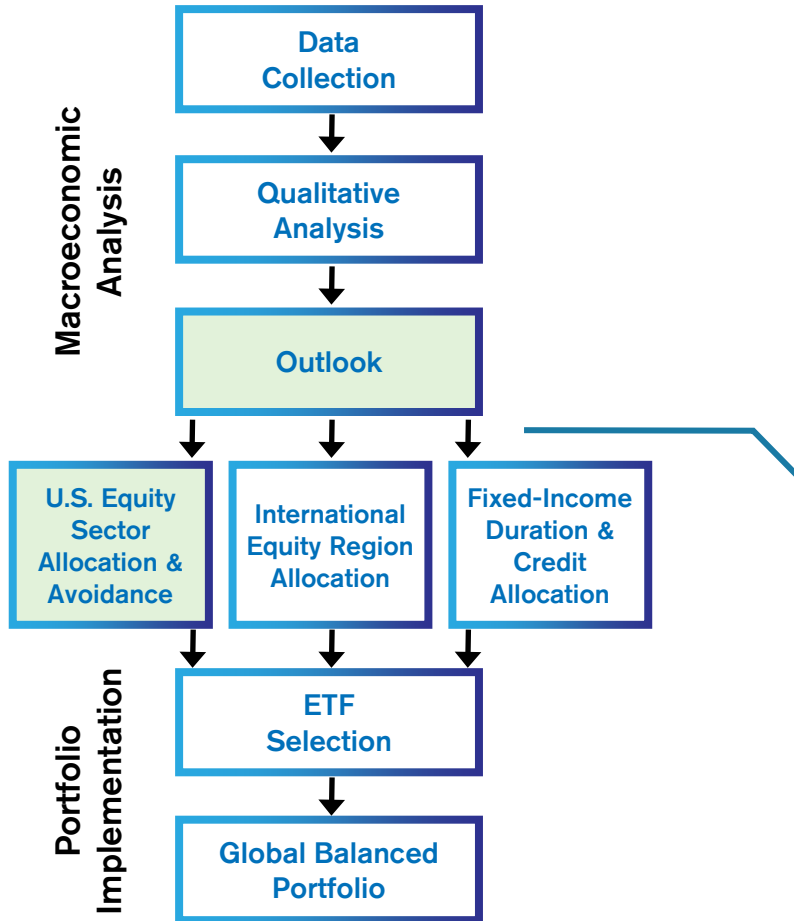 Macroeconomic
Analysis
Data
Collection
Qualitative
Analysis
Outlook
U.S. Equity
Sector
Allocation &
Avoidance
International
Equity Region
Allocation
Fixed-Income
Duration &
Credit
Allocation
Portfolio
Implementation
ETF
Selection
Global Balanced
Portfolio